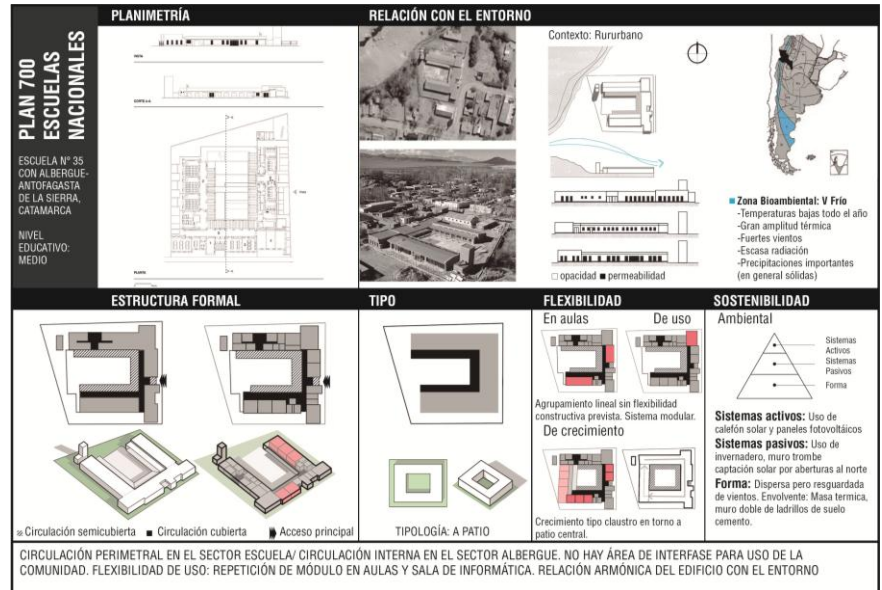 PLAN 700
ESCUELAS
NACIONALES
ESCUELA N° 35
CON ALBERGUE-
ANTOFAGASTA
DE LA SIERRA,
CATAMARCA
NIVEL
EDUCATIVO:
MEDIO
PLANIMETRÍA
RELACIÓN CON EL ENTORNO
Contexto: Rururbano
Zona Bioambiental: V Frío
-Temperaturas bajas todo el año
-Gran amplitud térmica
-Fuertes vientos
-Escasa radiación
-Precipitaciones importantes
(en general sólidas)
opacidad permeabilidad
ESTRUCTURA FORMAL
Circulación semicubierta Circulación cubierta Acceso principal
TIPO
TIPOLOGÍA: A PATIO
FLEXIBILIDAD
En aulas De uso
Agrupamiento lineal sin flexibilidad
constructiva prevista. Sistema modular.
De crecimiento
Crecimiento tipo claustro en torno a
patio central.
SOSTENIBILIDAD
Ambiental
Sistemas
Activos
Sistemas
Pasivos
Forma
Sistemas activos: Uso de
calefón solar y paneles fotovoltáicos
Sistemas pasivos: Uso de
invernadero, muro trombe
captación solar por aberturas al norte
Forma: Dispersa pero resguardada
de vientos. Envolvente: Masa termica,
muro doble de ladrillos de suelo
cemento.
CIRCULACIÓN PERIMETRAL EN EL SECTOR ESCUELA/ CIRCULACIÓN INTERNA EN EL SECTOR ALBERGUE. NO HAY ÁREA DE INTERFASE PARA USO DE LA
COMUNIDAD. FLEXIBILIDAD DE USO: REPETICIÓN DE MÓDULO EN AULAS Y SALA DE INFORMÁTICA. RELACIÓN ARMÓNICA DEL EDIFICIO CON EL ENTORNO